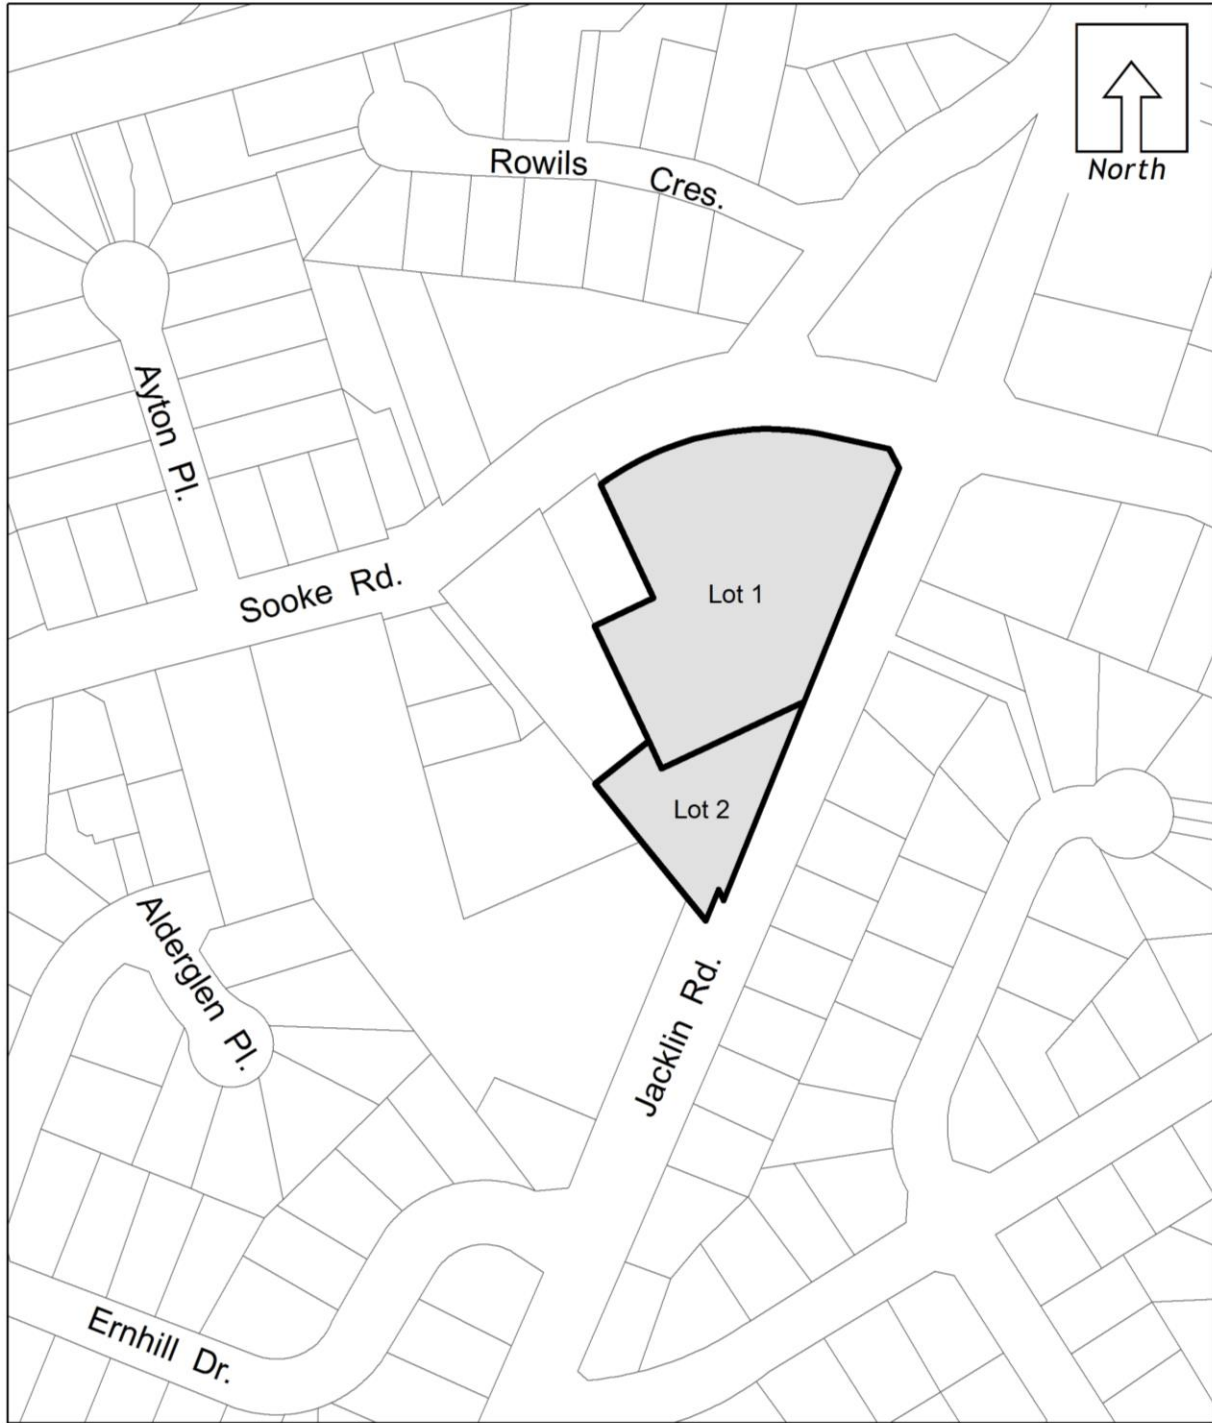 North
Rowils Cres.
Ayton Pl.
Sooke Rd.
Lot 1
Lot 2
Alderglen Pl.
Jacklin Rd.
Ernhill Dr.